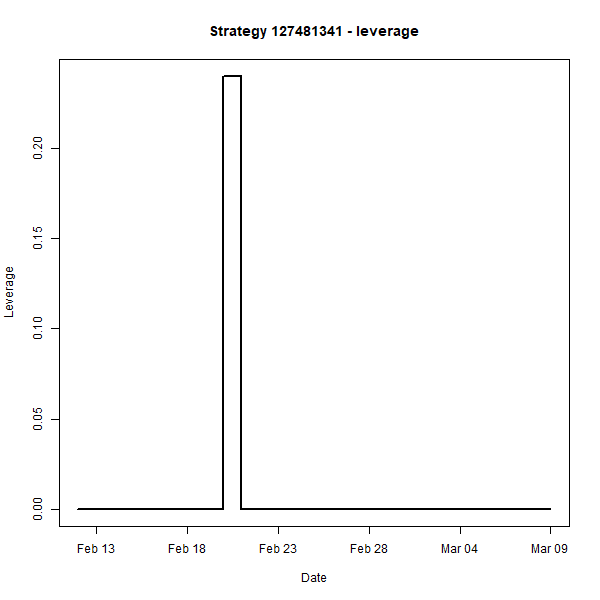 Strategy 127481341 - leverage
Leverage
0.20
0.15
0.10
0.05
0.00
Feb 13 Feb 18 Feb 23 Feb 28 Mar 04 Mar 09
Date